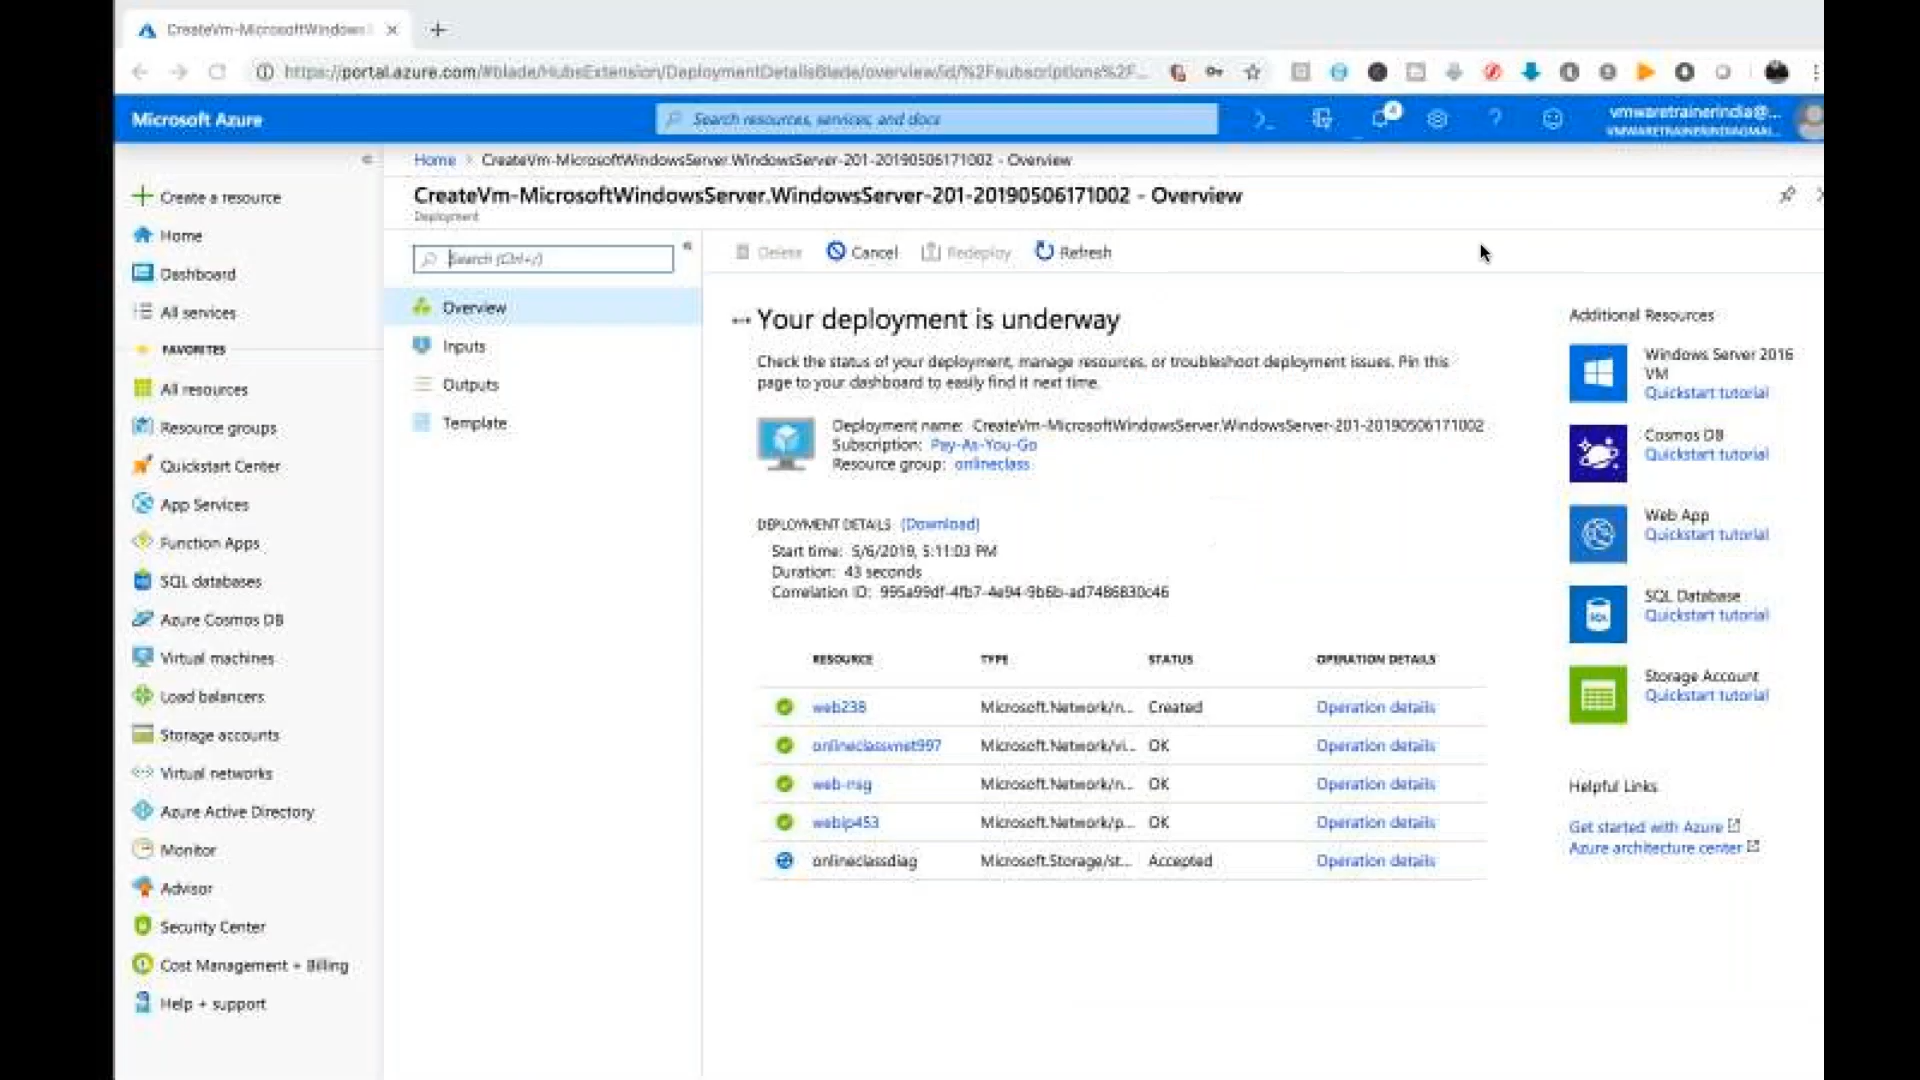 CreateVm-MicrosoftWindows
https://portal.azure.com/#blade/HubsExtension/DeploymentDetailsBlade/overview/id/%2Fsubscriptions%2F...
Microsoft Azure
Search resources, services, and docs
4
vmwaretrainerindia@...
VMWARETRAINERINDIAGMAI...
Home > CreateVm-MicrosoftWindowsServer.WindowsServer-201-20190506171002 - Overview
CreateVm-MicrosoftWindowsServer.WindowsServer-201-20190506171002 - Overview
Deployment
Create a resource
Home
Dashboard
All services
FAVORITES
All resources
Resource groups
Quickstart Center
App Services
Function Apps
SQL databases
Azure Cosmos DB
Virtual machines
Load balancers
Storage accounts
Virtual networks
Azure Active Directory
Monitor
Advisor
Security Center
Cost Management + Billing
Help + support
Search (Ctrl+/)
Overview
Inputs
Outputs
Template
Delete Cancel Redeploy Refresh
Your deployment is underway
Check the status of your deployment, manage resources, or troubleshoot deployment issues. Pin this
page to your dashboard to easily find it next time.
Deployment name: CreateVm-MicrosoftWindowsServer.WindowsServer-201-20190506171002
Subscription: Pay-As-You-Go
Resource group: onlineclass
DEPLOYMENT DETAILS (Download)
Start time: 5/6/2019, 5:11:03 PM
Duration: 43 seconds
Correlation ID: 995a99df-4fb7-4e94-9b6b-ad7486830c46
RESOURCE TYPE STATUS OPERATION DETAILS
web238 Microsoft.Network/n... Created Operation details
onlineclassvnet997 Microsoft.Network/vi... OK Operation details
web-nsg Microsoft.Network/n... OK Operation details
webip453 Microsoft.Network/p... OK Operation details
onlineclassdiag Microsoft.Storage/st... Accepted Operation details
Additional Resources
Windows Server 2016
VM
Quickstart tutorial
Cosmos DB
Quickstart tutorial
Web App
Quickstart tutorial
SQL Database
Quickstart tutorial
Storage Account
Quickstart tutorial
Helpful Links
Get started with Azure
Azure architecture center